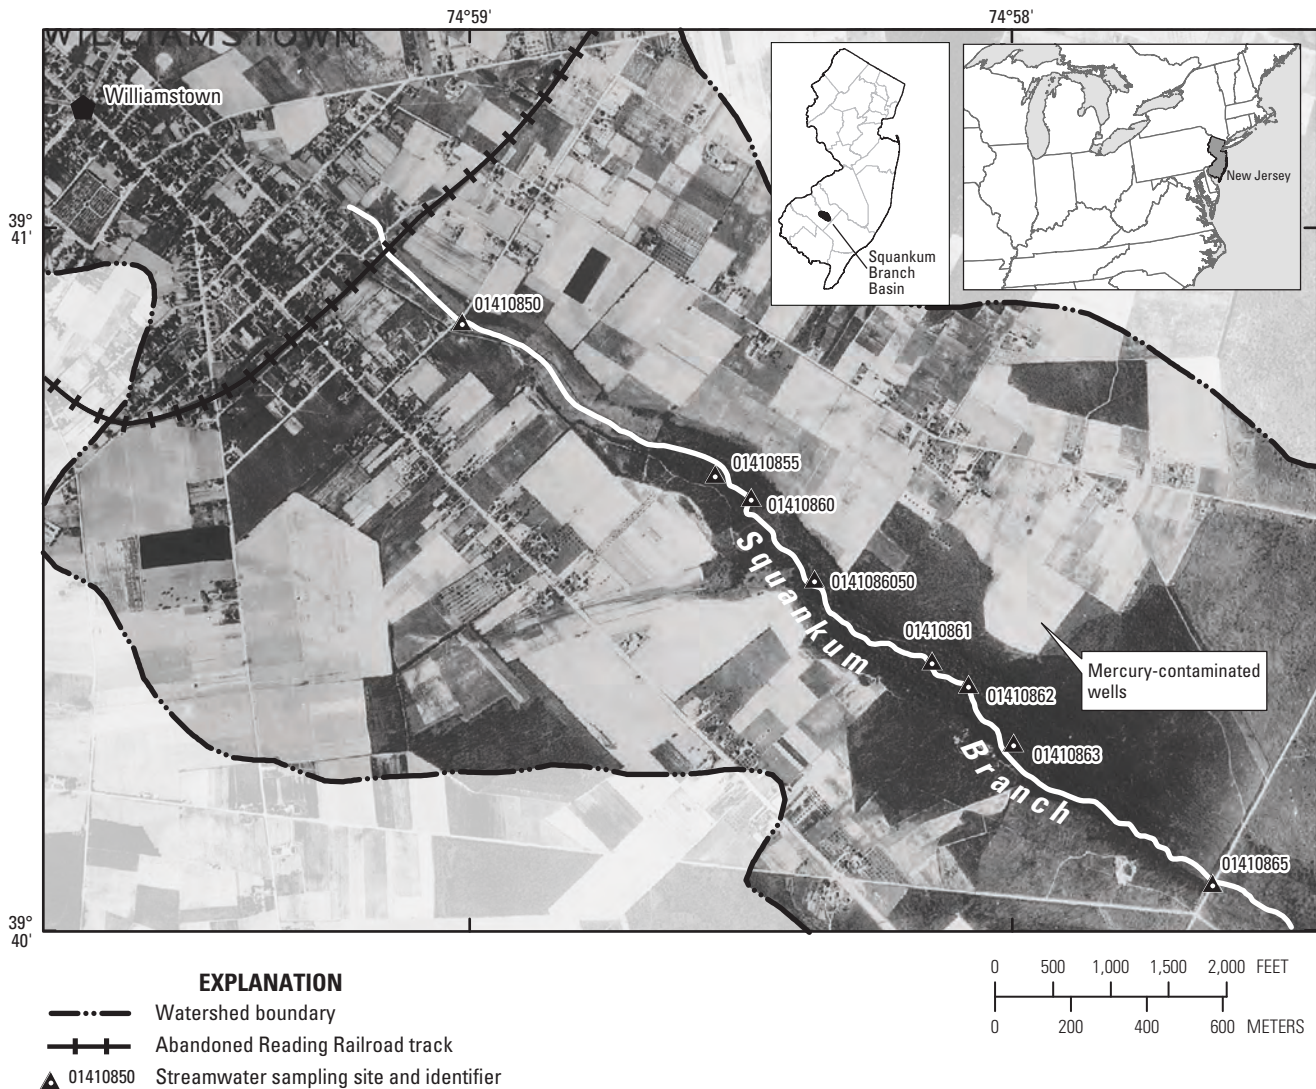 74°59'
74°58'
WILLIAMSTOWN
Williamstown
39°
41'
New Jersey
Squankum
Branch
Basin
01410850
01410855
01410860
0141086050
01410861
01410862
01410863
01410865
Squankum
Branch
Mercury-contaminated
wells
39°
40'
EXPLANATION
Watershed boundary
Abandoned Reading Railroad track
01410850 Streamwater sampling site and identifier
0 500 1,000 1,500 2,000 FEET
0 200 400 600 METERS